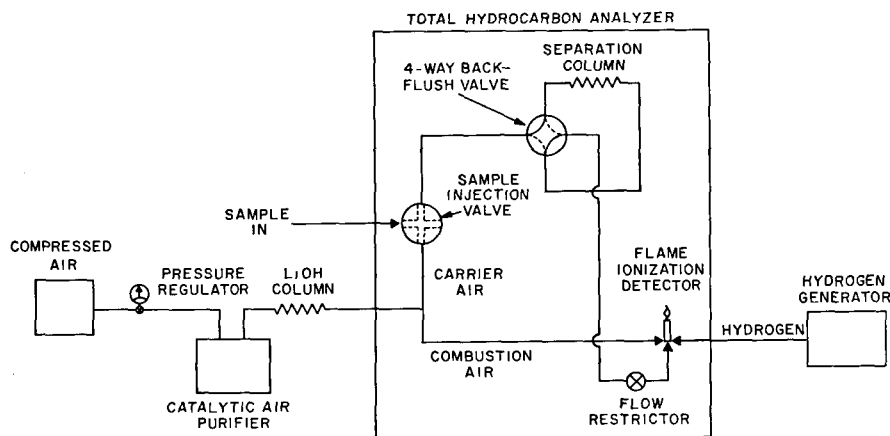 TOTAL HYDROCARBON ANALYZER
4-WAY BACK-
FLUSH VALVE
SEPARATION
COLUMN
SAMPLE
INJECTION
VALVE
SAMPLE
IN
COMPRESSED
AIR
PRESSURE
REGULATOR
LiOH
COLUMN
CARRIER
AIR
FLAME
IONIZATION
DETECTOR
HYDROGEN
GENERATOR
HYDROGEN
COMBUSTION
AIR
CATALYTIC AIR
PURIFIER
FLOW
RESTRICTOR